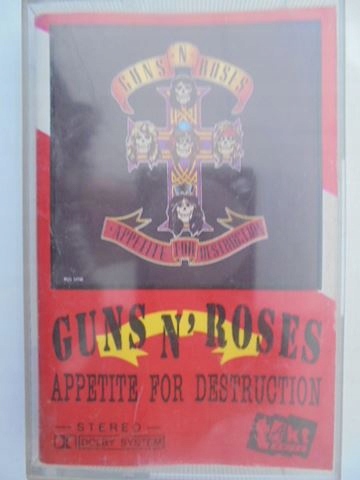 GUNS N' ROSES
APPETITE FOR DESTRUCTION
GUNS N' ROSES
APPETITE FOR DESTRUCTION
STEREO
DOLBY SYSTEM